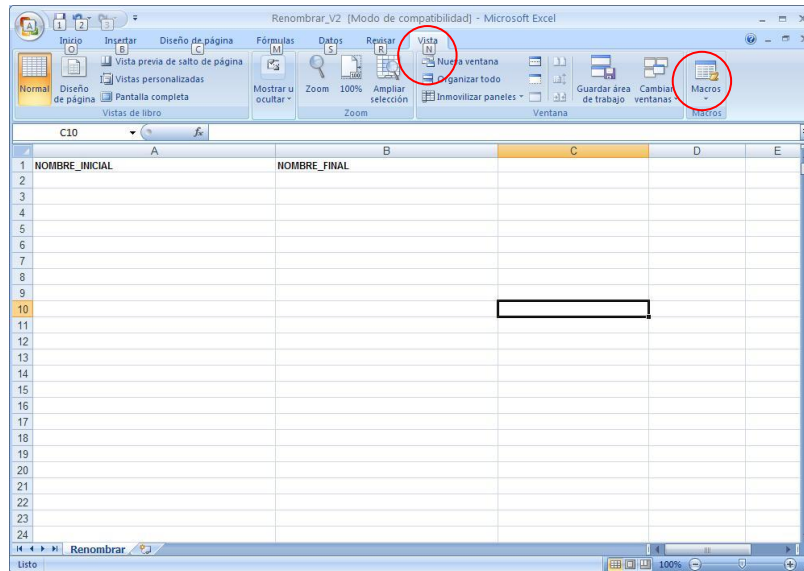 Renombrar_V2 [Modo de compatibilidad] - Microsoft Excel
A 1 2 3
Inicio Insertar Diseño de página Fórmulas Datos Revisar Vista
O B C M S R N
Normal
Diseño de página
Vista previa de salto de página
Vistas personalizadas
Pantalla completa
Mostrar u ocultar
Zoom
100%
Ampliar selección
Nueva ventana
Organizar todo
Inmovilizar paneles
Guardar área de trabajo
Cambiar ventanas
Macros
Vistas de libro Zoom Ventana Macros
C10 fx
A B C D E
1 NOMBRE_INICIAL NOMBRE_FINAL
2
3
4
5
6
7
8
9
10
11
12
13
14
15
16
17
18
19
20
21
22
23
24
Renombrar
Listo 100%